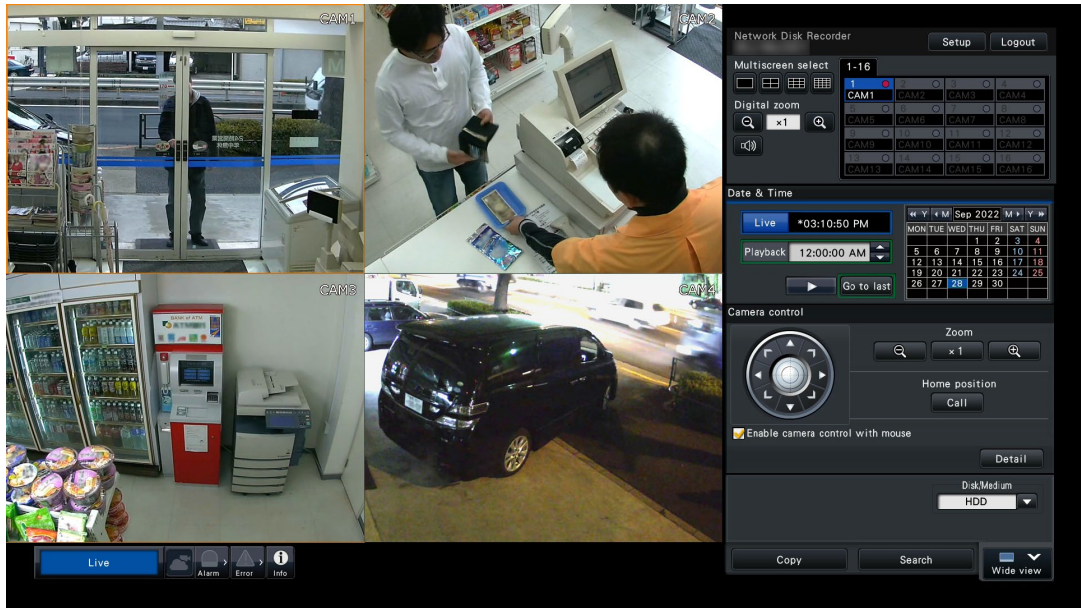 CAM1
CAM2
CAM3
BANK of ATM
CAM4
Network Disk Recorder
Setup
Logout
Multiscreen select
1-16
1 2 3 4
CAM1 CAM2 CAM3 CAM4
5 6 7 8
CAM5 CAM6 CAM7 CAM8
9 10 11 12
CAM9 CAM10 CAM11 CAM12
13 14 15 16
CAM13 CAM14 CAM15 CAM16
Digital zoom
×1
Date & Time
Live *03:10:50 PM
Playback 12:00:00 AM
Go to last
Y M Sep 2022 M Y
MON TUE WED THU FRI SAT SUN
1 2 3 4
5 6 7 8 9 10 11
12 13 14 15 16 17 18
19 20 21 22 23 24 25
26 27 28 29 30
Camera control
Zoom
×1
Home position
Call
Enable camera control with mouse
Detail
Disk/Medium
HDD
Live
Alarm
Error
Info
Copy
Search
Wide view